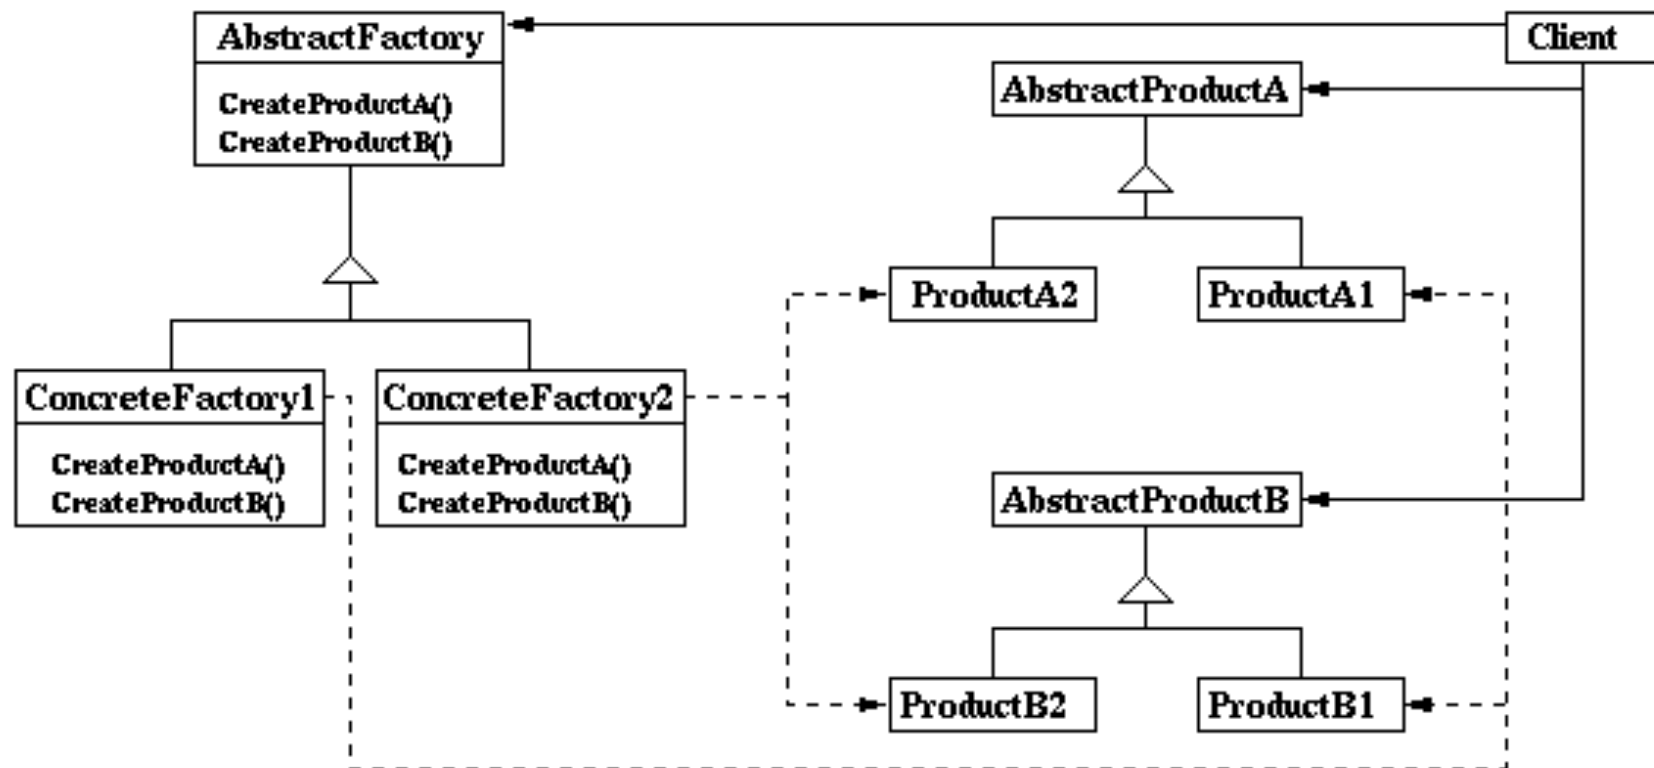 AbstractFactory
CreateProductA()
CreateProductB()
Client
AbstractProductA
ProductA2
ProductA1
ConcreteFactory1
CreateProductA()
CreateProductB()
ConcreteFactory2
CreateProductA()
CreateProductB()
AbstractProductB
ProductB2
ProductB1